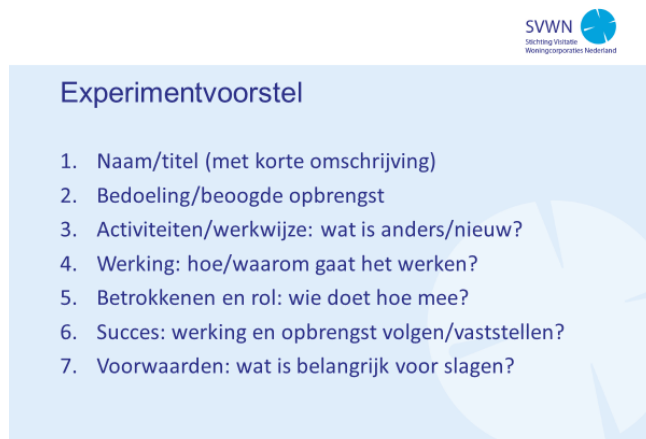 SVWN
Stichting Visitatie
Woningcorporaties Nederland
Experimentvoorstel
1. Naam/titel (met korte omschrijving)
2. Bedoeling/beoogde opbrengst
3. Activiteiten/werkwijze: wat is anders/nieuw?
4. Werking: hoe/waarom gaat het werken?
5. Betrokkenen en rol: wie doet hoe mee?
6. Succes: werking en opbrengst volgen/vaststellen?
7. Voorwaarden: wat is belangrijk voor slagen?